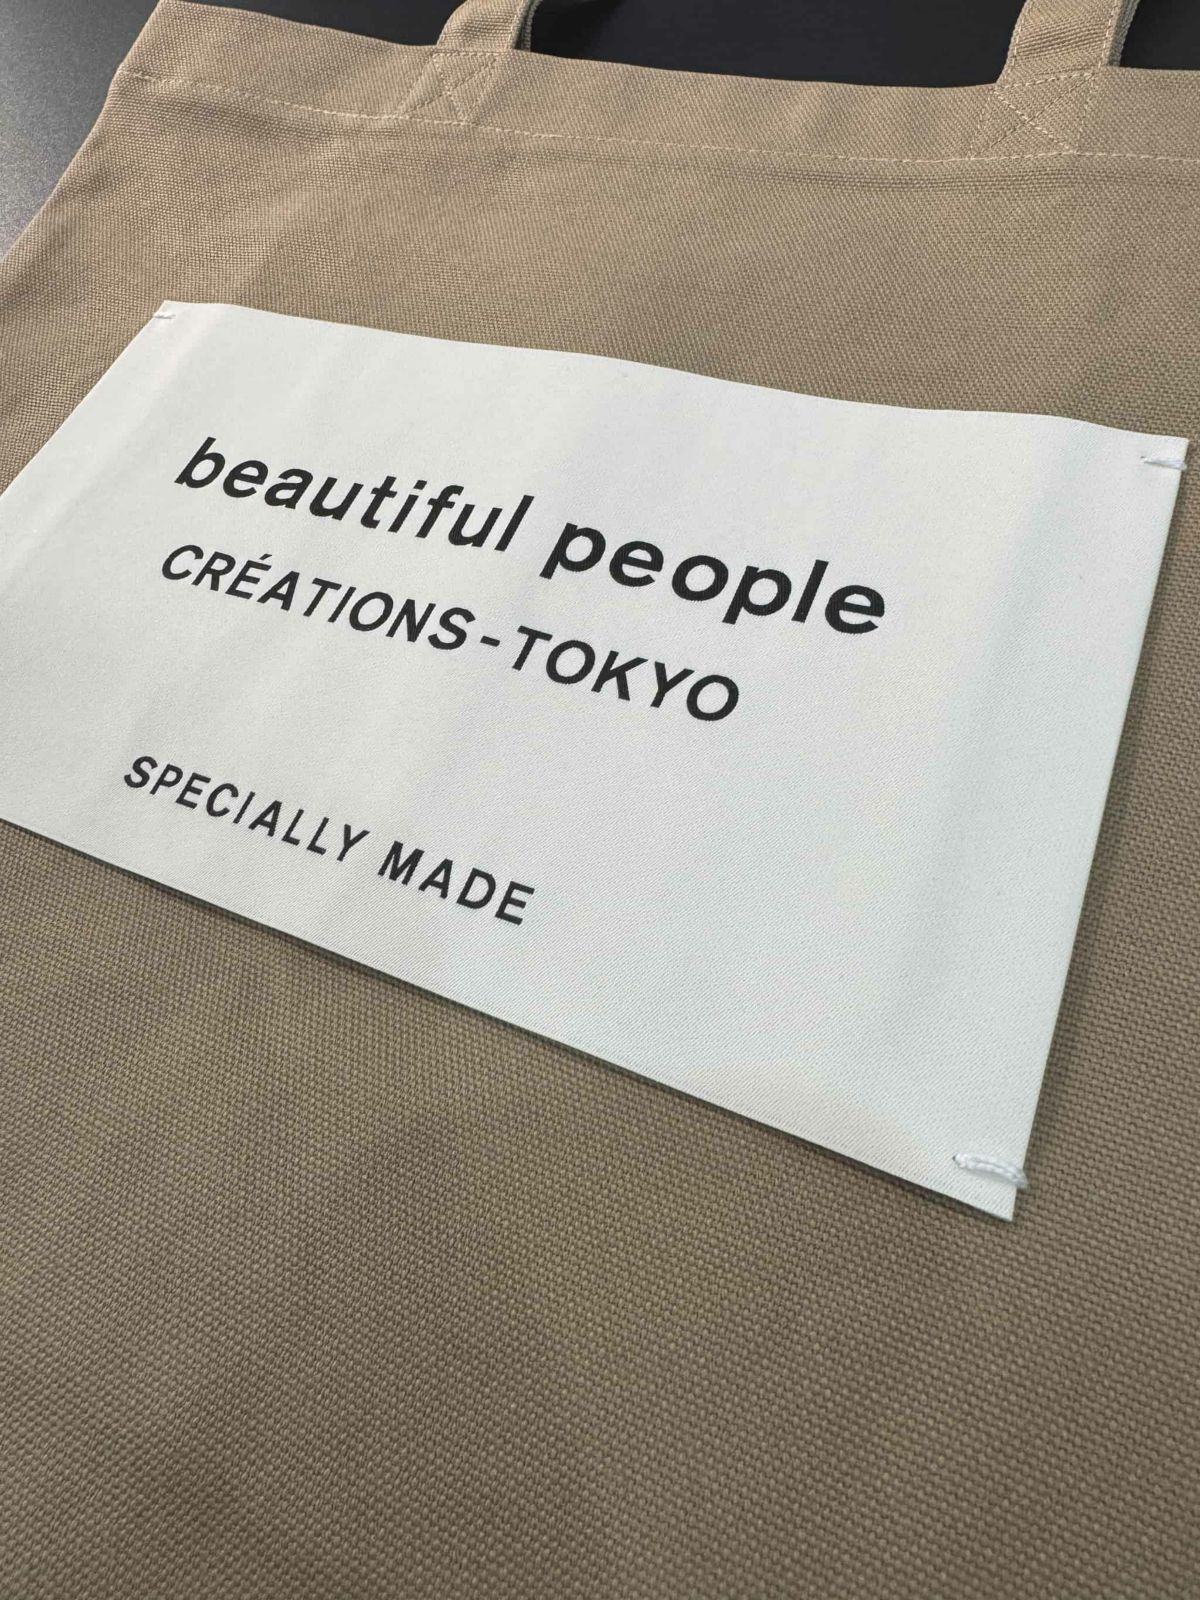 beautiful people
CRÉATIONS-TOKYO
SPECIALLY MADE